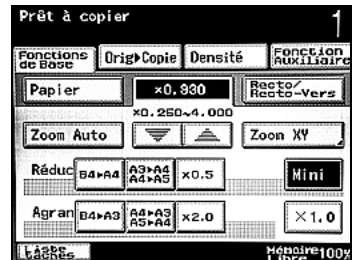 Prêt à copier 1
Fonctions de Base Orig▸Copie Densité Fonction Auxiliaire
Papier ×0.930 Recto/ Recto-Vers
×0.250~4.000
Zoom Auto Zoom XY
Réduc B4▸A4 A3▸A4 A4▸A5 ×0.5 Mini
Agran B4▸A3 A4▸A3 A5▸A4 ×2.0 ×1.0
Liste tâches Mémoire Libre 100%